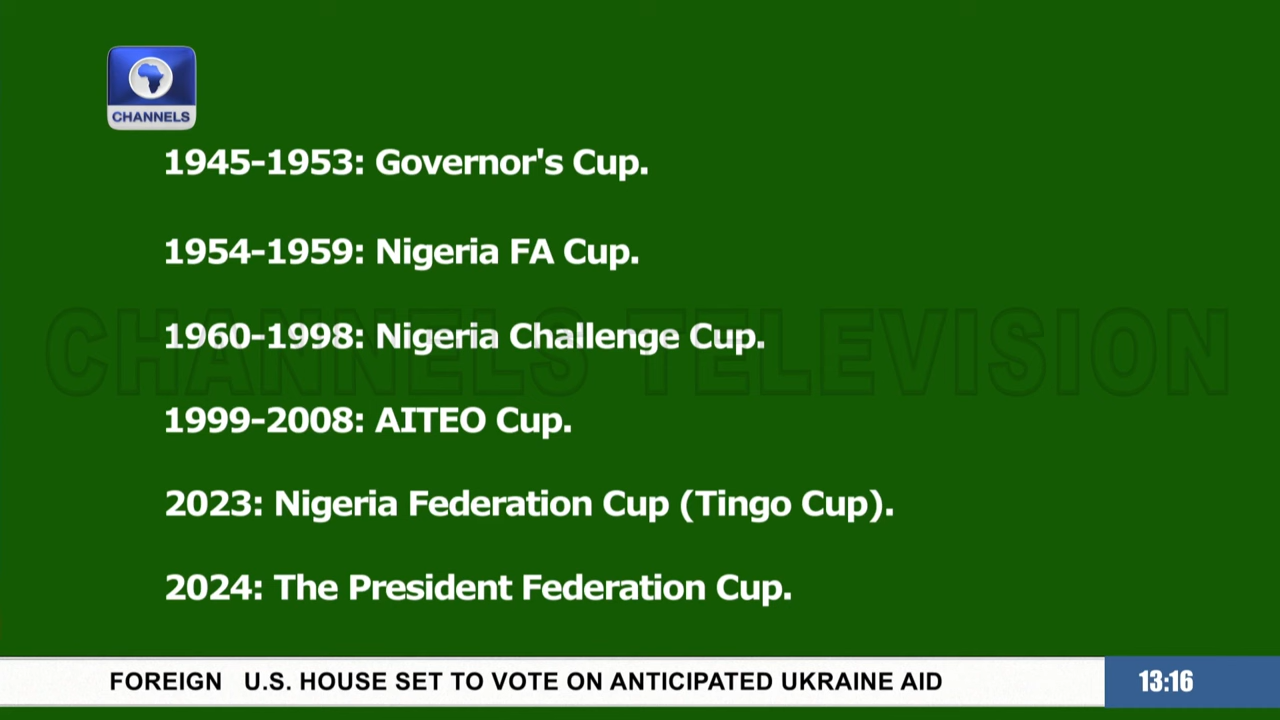 CHANNELS
1945-1953: Governor's Cup.
1954-1959: Nigeria FA Cup.
1960-1998: Nigeria Challenge Cup.
CHANNELS TELEVISION
1999-2008: AITEO Cup.
2023: Nigeria Federation Cup (Tingo Cup).
2024: The President Federation Cup.
FOREIGN U.S. HOUSE SET TO VOTE ON ANTICIPATED UKRAINE AID
13:16